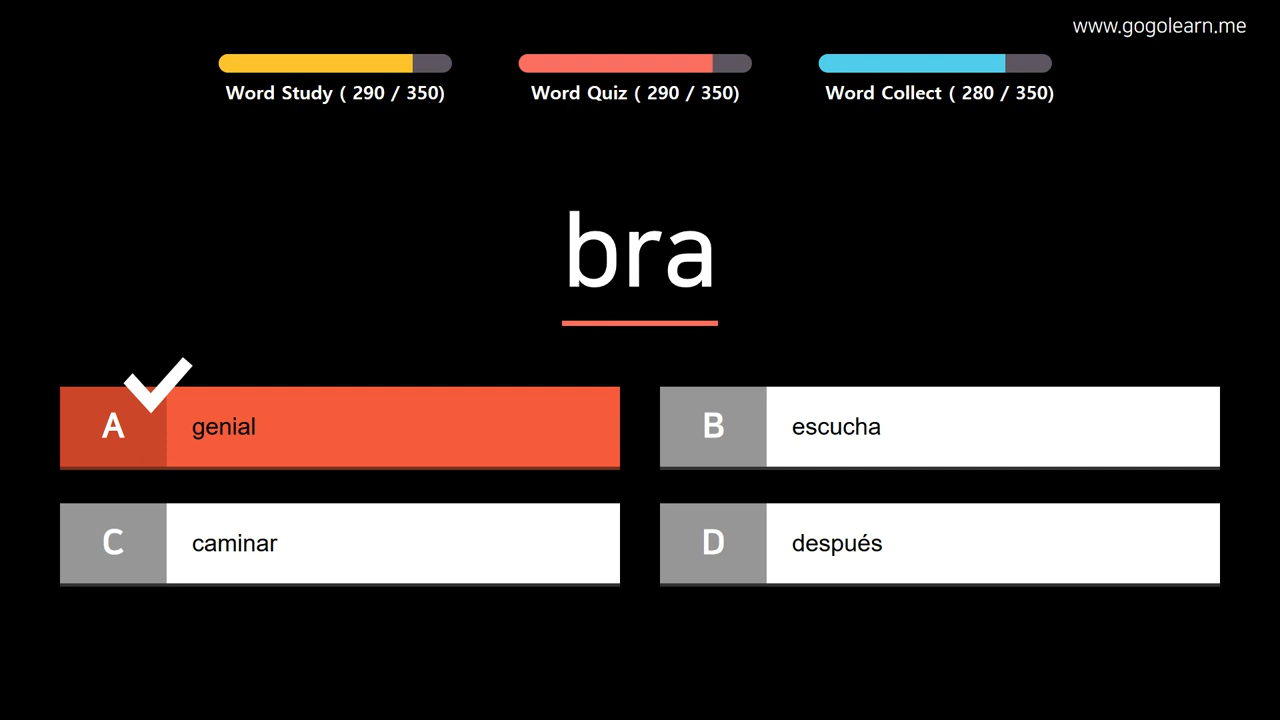 www.gogolearn.me
Word Study ( 290 / 350)
Word Quiz ( 290 / 350)
Word Collect ( 280 / 350)
bra
A genial
B escucha
C caminar
D después